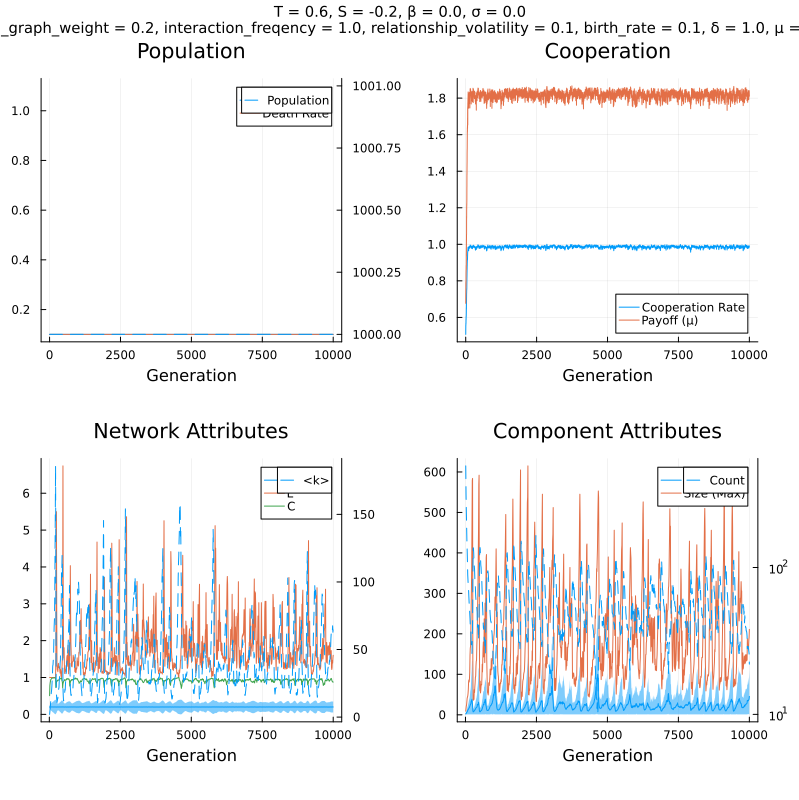 T = 0.6, S = -0.2, β = 0.0, σ = 0.0
_graph_weight = 0.2, interaction_freqency = 1.0, relationship_volatility = 0.1, birth_rate = 0.1, δ = 1.0, μ =
Population
Cooperation
1.0
0.8
0.6
0.4
0.2
1001.00
1000.75
1000.50
1000.25
1000.00
Population
Death Rate
0 2500 5000 7500 10000
Generation
1.8
1.6
1.4
1.2
1.0
0.8
0.6
Cooperation Rate
Payoff (μ)
0 2500 5000 7500 10000
Generation
Network Attributes
Component Attributes
6
5
4
3
2
1
0
150
100
50
0
<k>
L
C
0 2500 5000 7500 10000
Generation
600
500
400
300
200
100
0
10²
10¹
Count
Size (Max)
0 2500 5000 7500 10000
Generation